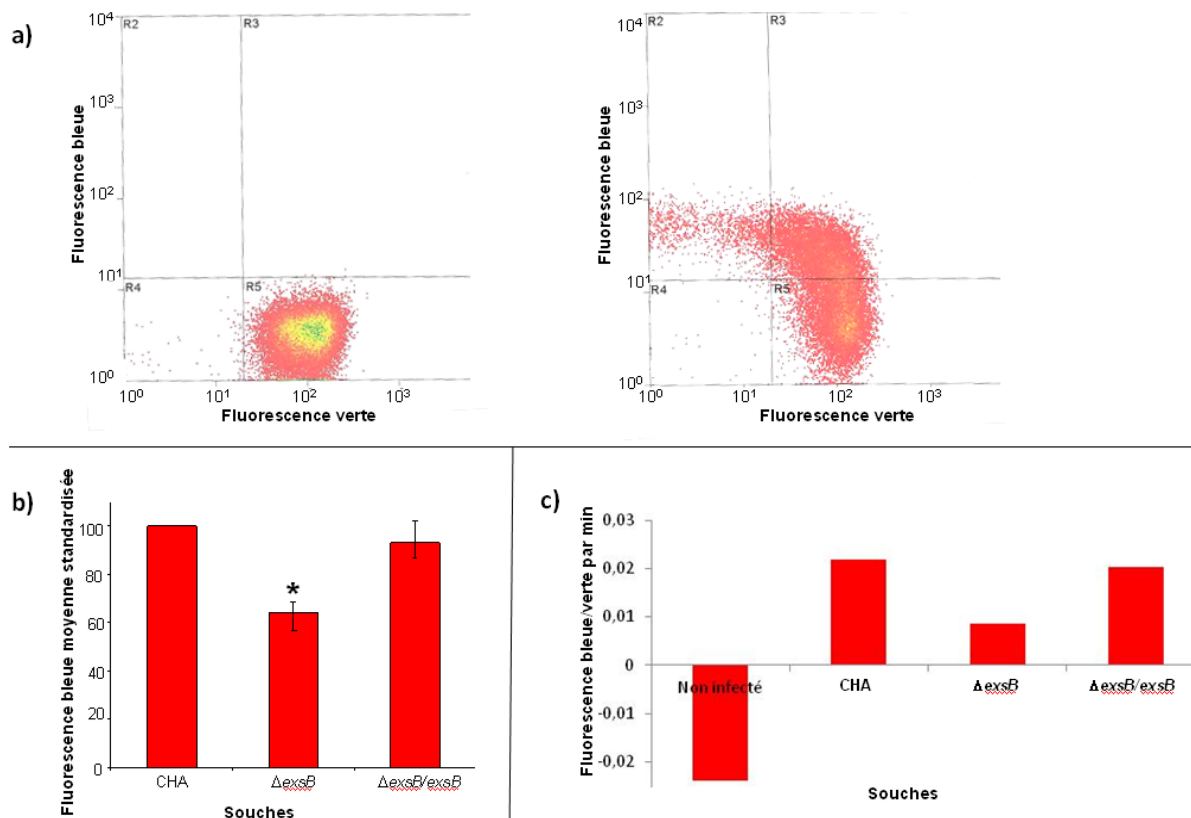 a)
10⁴
R2
R3
10³
10²
10¹
R4
R5
10⁰
Fluorescence bleue
10⁰
10¹
10²
10³
Fluorescence verte
10⁴
R2
R3
10³
10²
10¹
R4
R5
10⁰
Fluorescence bleue
10⁰
10¹
10²
10³
Fluorescence verte
b)
Fluorescence bleue moyenne standardisée
100
80
60
40
20
0
*
CHA
ΔexsB
ΔexsB/exsB
Souches
c)
Fluorescence bleue/verte par min
0,03
0,02
0,01
0
-0,01
-0,02
Non infecté
CHA
ΔexsB
ΔexsB/exsB
Souches